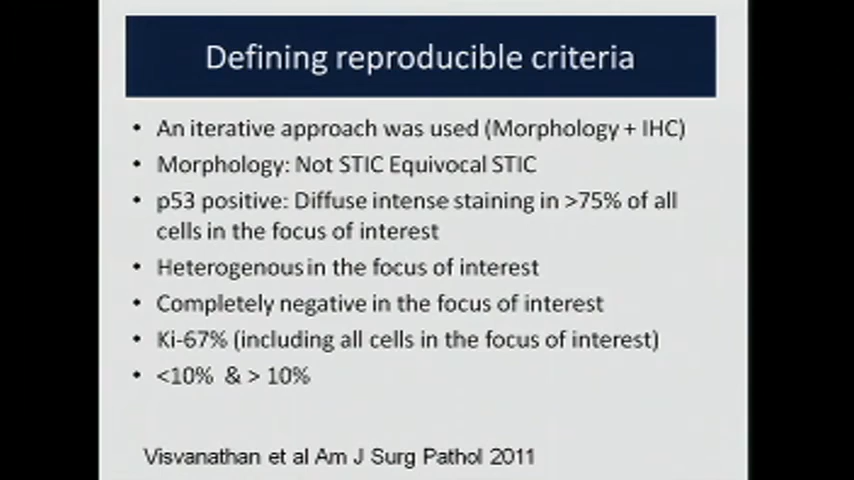 Defining reproducible criteria
• An iterative approach was used (Morphology + IHC)
• Morphology: Not STIC Equivocal STIC
• p53 positive: Diffuse intense staining in >75% of all
cells in the focus of interest
• Heterogenous in the focus of interest
• Completely negative in the focus of interest
• Ki-67% (including all cells in the focus of interest)
• <10% & > 10%
Visvanathan et al Am J Surg Pathol 2011